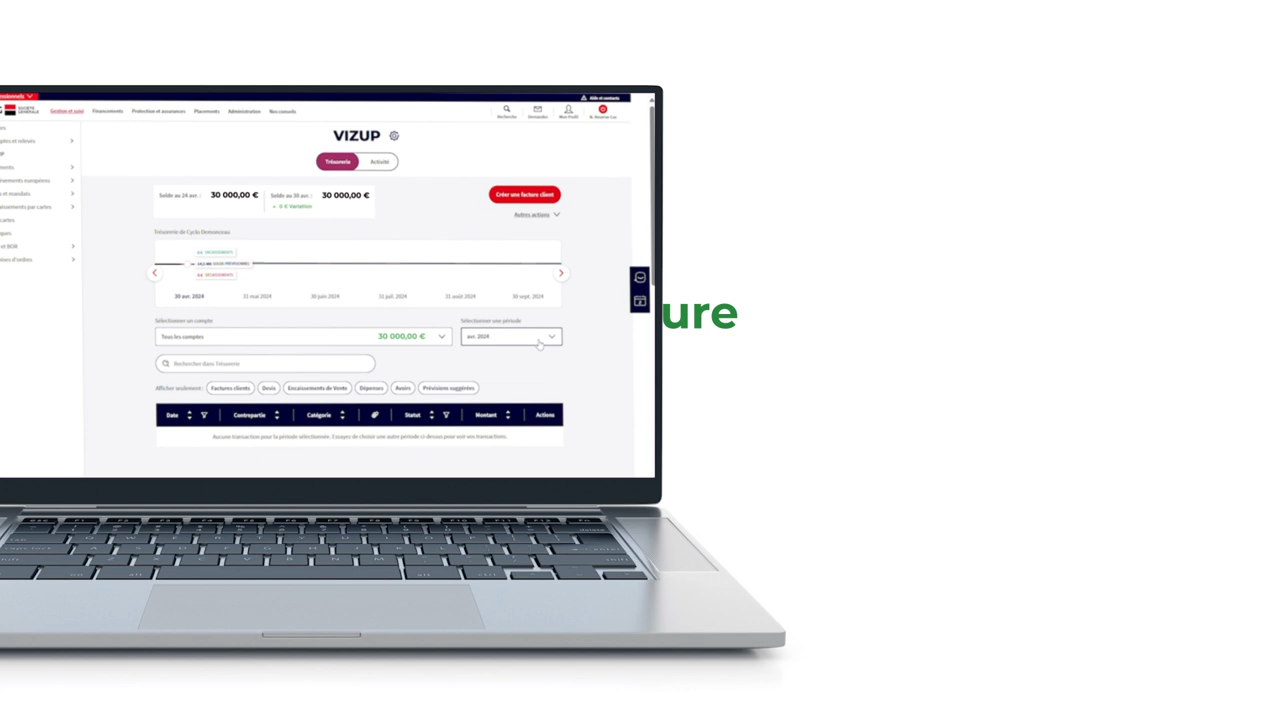 Aide et contacts
SOCIETE GENERALE
Gestion et suivi Financements Protection et assurances Placements Administration Nos conseils
Recherche Demandes Mon Profil
VIZUP
Trésorerie Activité
Solde au 24 avr. : 30 000,00 € Solde au 30 avr. : 30 000,00 €
0 € Variation
Créer une facture client
Autres actions
ENCAISSEMENTS
DÉCAISSEMENTS
30 avr. 2024 31 mai 2024 30 juin 2024 31 juil. 2024 31 août 2024 30 sept. 2024
Sélectionner un compte Sélectionner une période
Tous les comptes 30 000,00 € avr. 2024
Rechercher dans Trésorerie
Afficher seulement : Factures clients Devis Encaissements de Vente Dépenses Avoirs Prévisions suggérées
Date Contrepartie Catégorie Statut Montant Actions
Aucune transaction pour la période sélectionnée. Essayez de choisir une autre période ci-dessus pour voir vos transactions.
ure